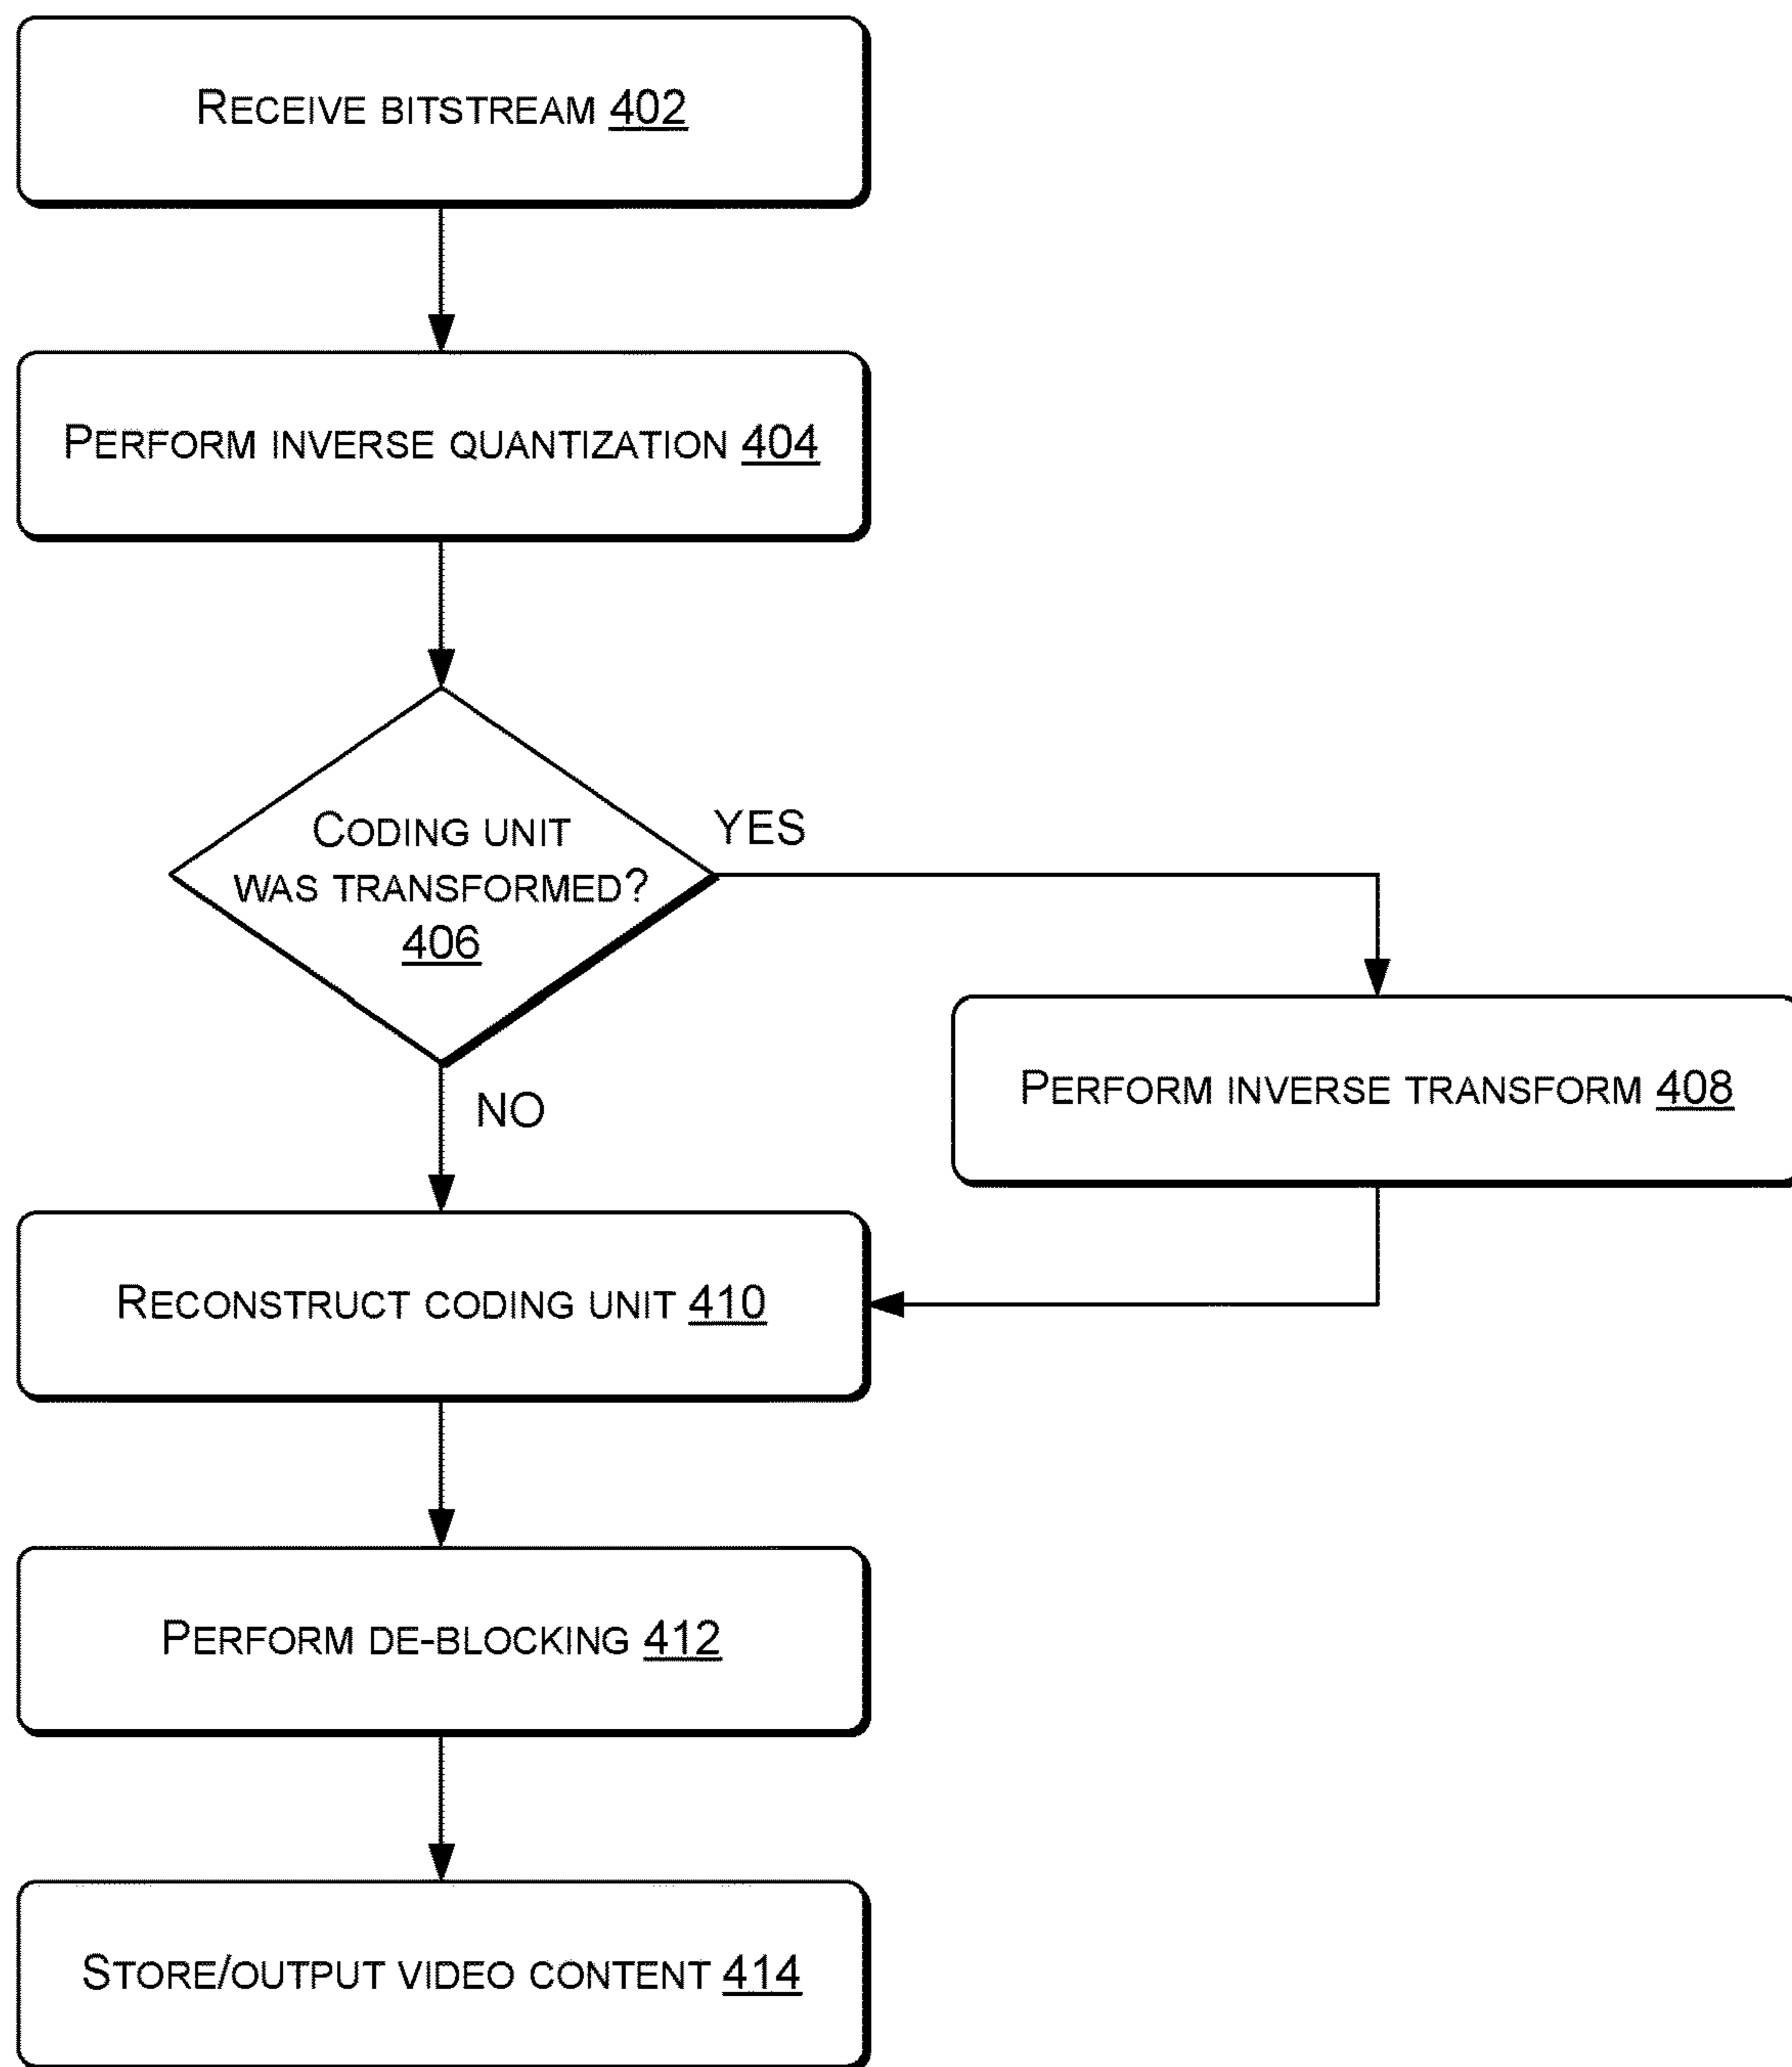 RECEIVE BITSTREAM 402
PERFORM INVERSE QUANTIZATION 404
CODING UNIT
WAS TRANSFORMED?
406
YES
NO
PERFORM INVERSE TRANSFORM 408
RECONSTRUCT CODING UNIT 410
PERFORM DE-BLOCKING 412
STORE/OUTPUT VIDEO CONTENT 414